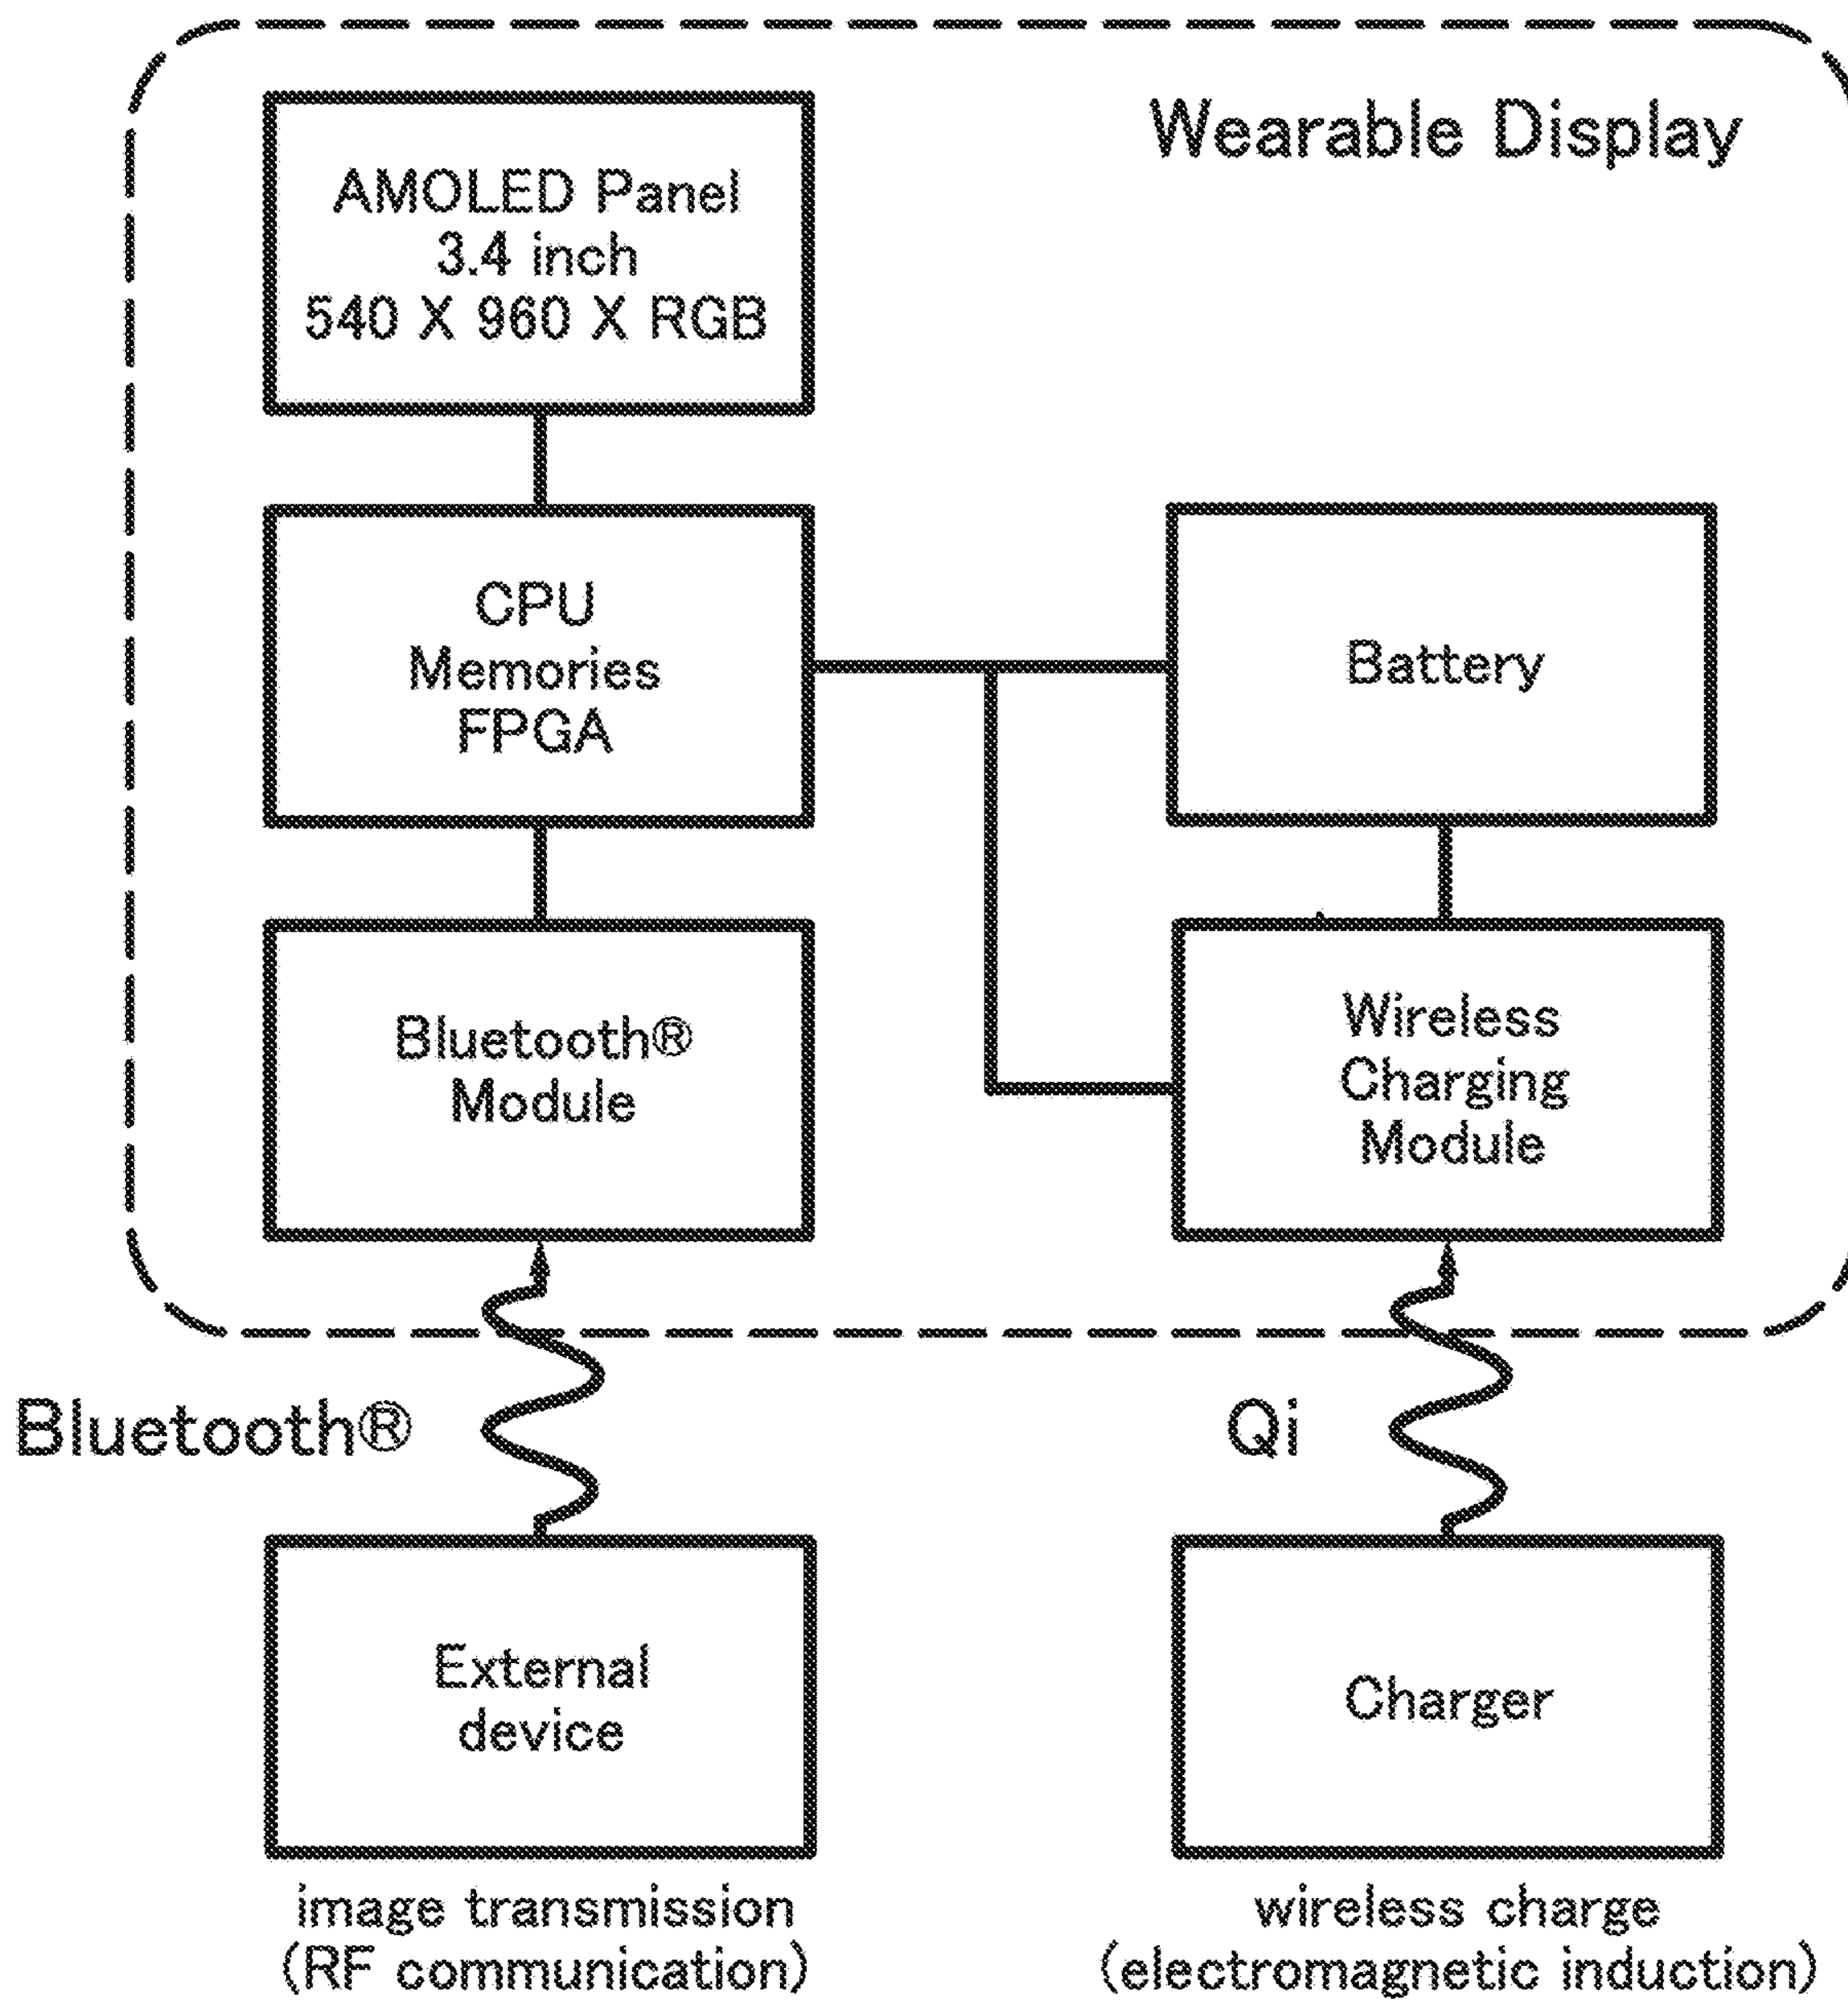 Wearable Display
AMOLED Panel
3.4 inch
540 X 960 X RGB
CPU
Memories
FPGA
Battery
Bluetooth®
Module
Wireless
Charging
Module
Bluetooth®
Qi
External
device
Charger
image transmission
(RF communication)
wireless charge
(electromagnetic induction)